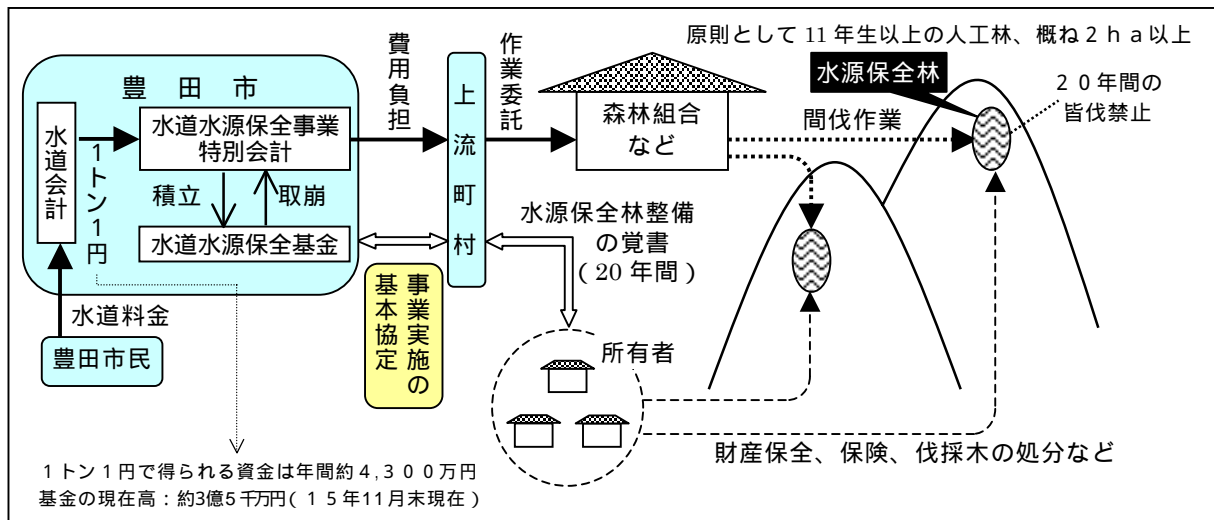 原則として11年生以上の人工林、概ね2ha以上
水源保全林
20年間の
皆伐禁止
豊田市
水道会計
1トン1円
水道水源保全事業
特別会計
積立
取崩
水道水源保全基金
水道料金
豊田市民
費用負担
上流町村
作業委託
森林組合
など
間伐作業
事業実施の
基本協定
水源保全林整備
の覚書
(20年間)
所有者
財産保全、保険、伐採木の処分など
1トン1円で得られる資金は年間約4,300万円
基金の現在高:約3億5千万円(15年11月末現在)